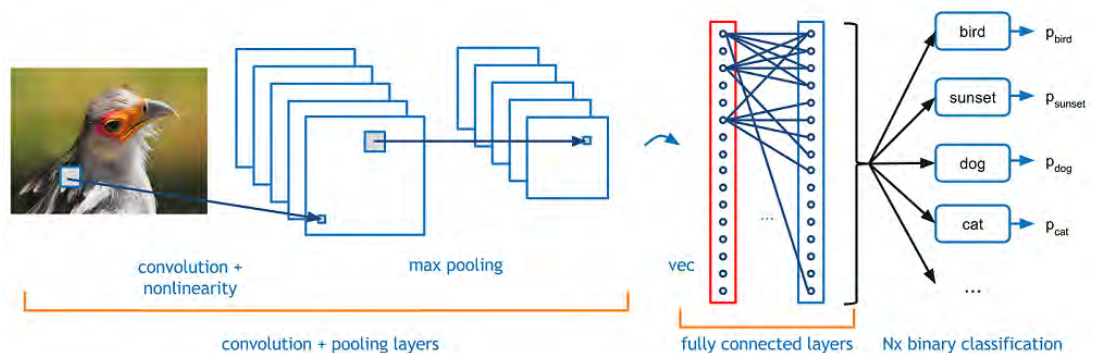 bird
p_bird
sunset
p_sunset
dog
p_dog
cat
p_cat
...
...
convolution +
nonlinearity
max pooling
vec
convolution + pooling layers
fully connected layers
Nx binary classification